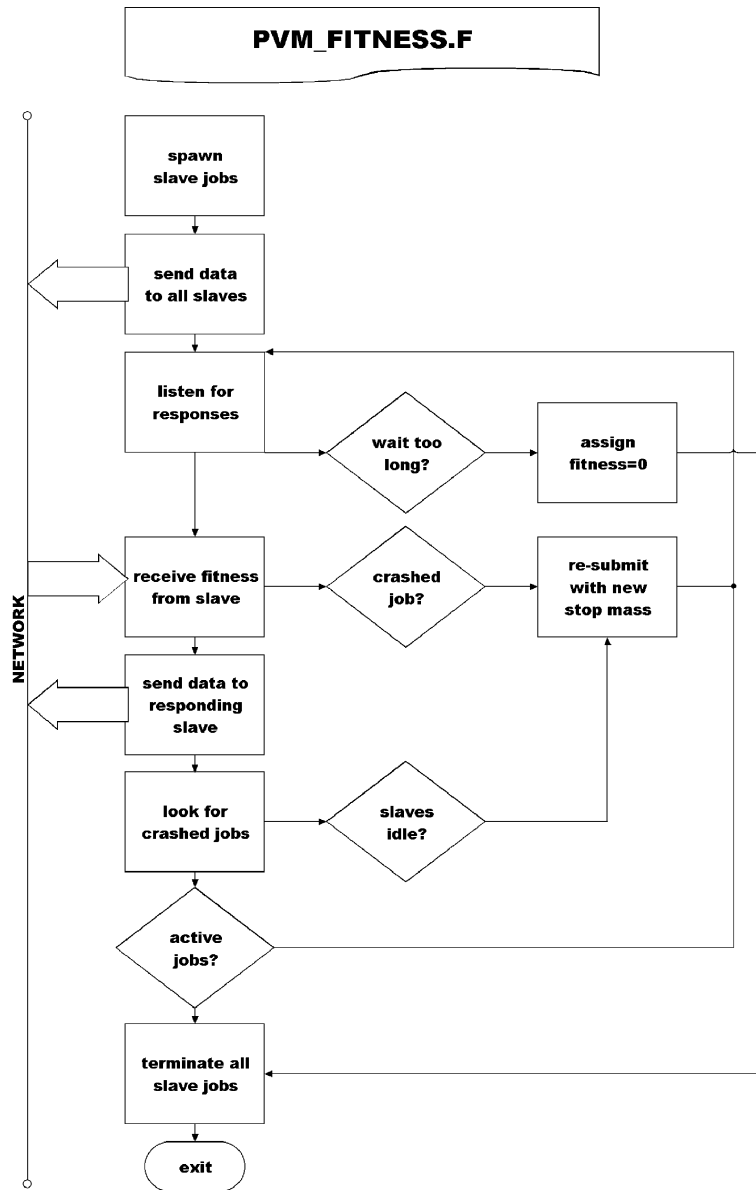 PVM_FITNESS.F
spawn
slave jobs
send data
to all slaves
listen for
responses
wait too
long?
assign
fitness=0
receive fitness
from slave
crashed
job?
re-submit
with new
stop mass
NETWORK
send data to
responding
slave
look for
crashed jobs
slaves
idle?
active
jobs?
terminate all
slave jobs
exit